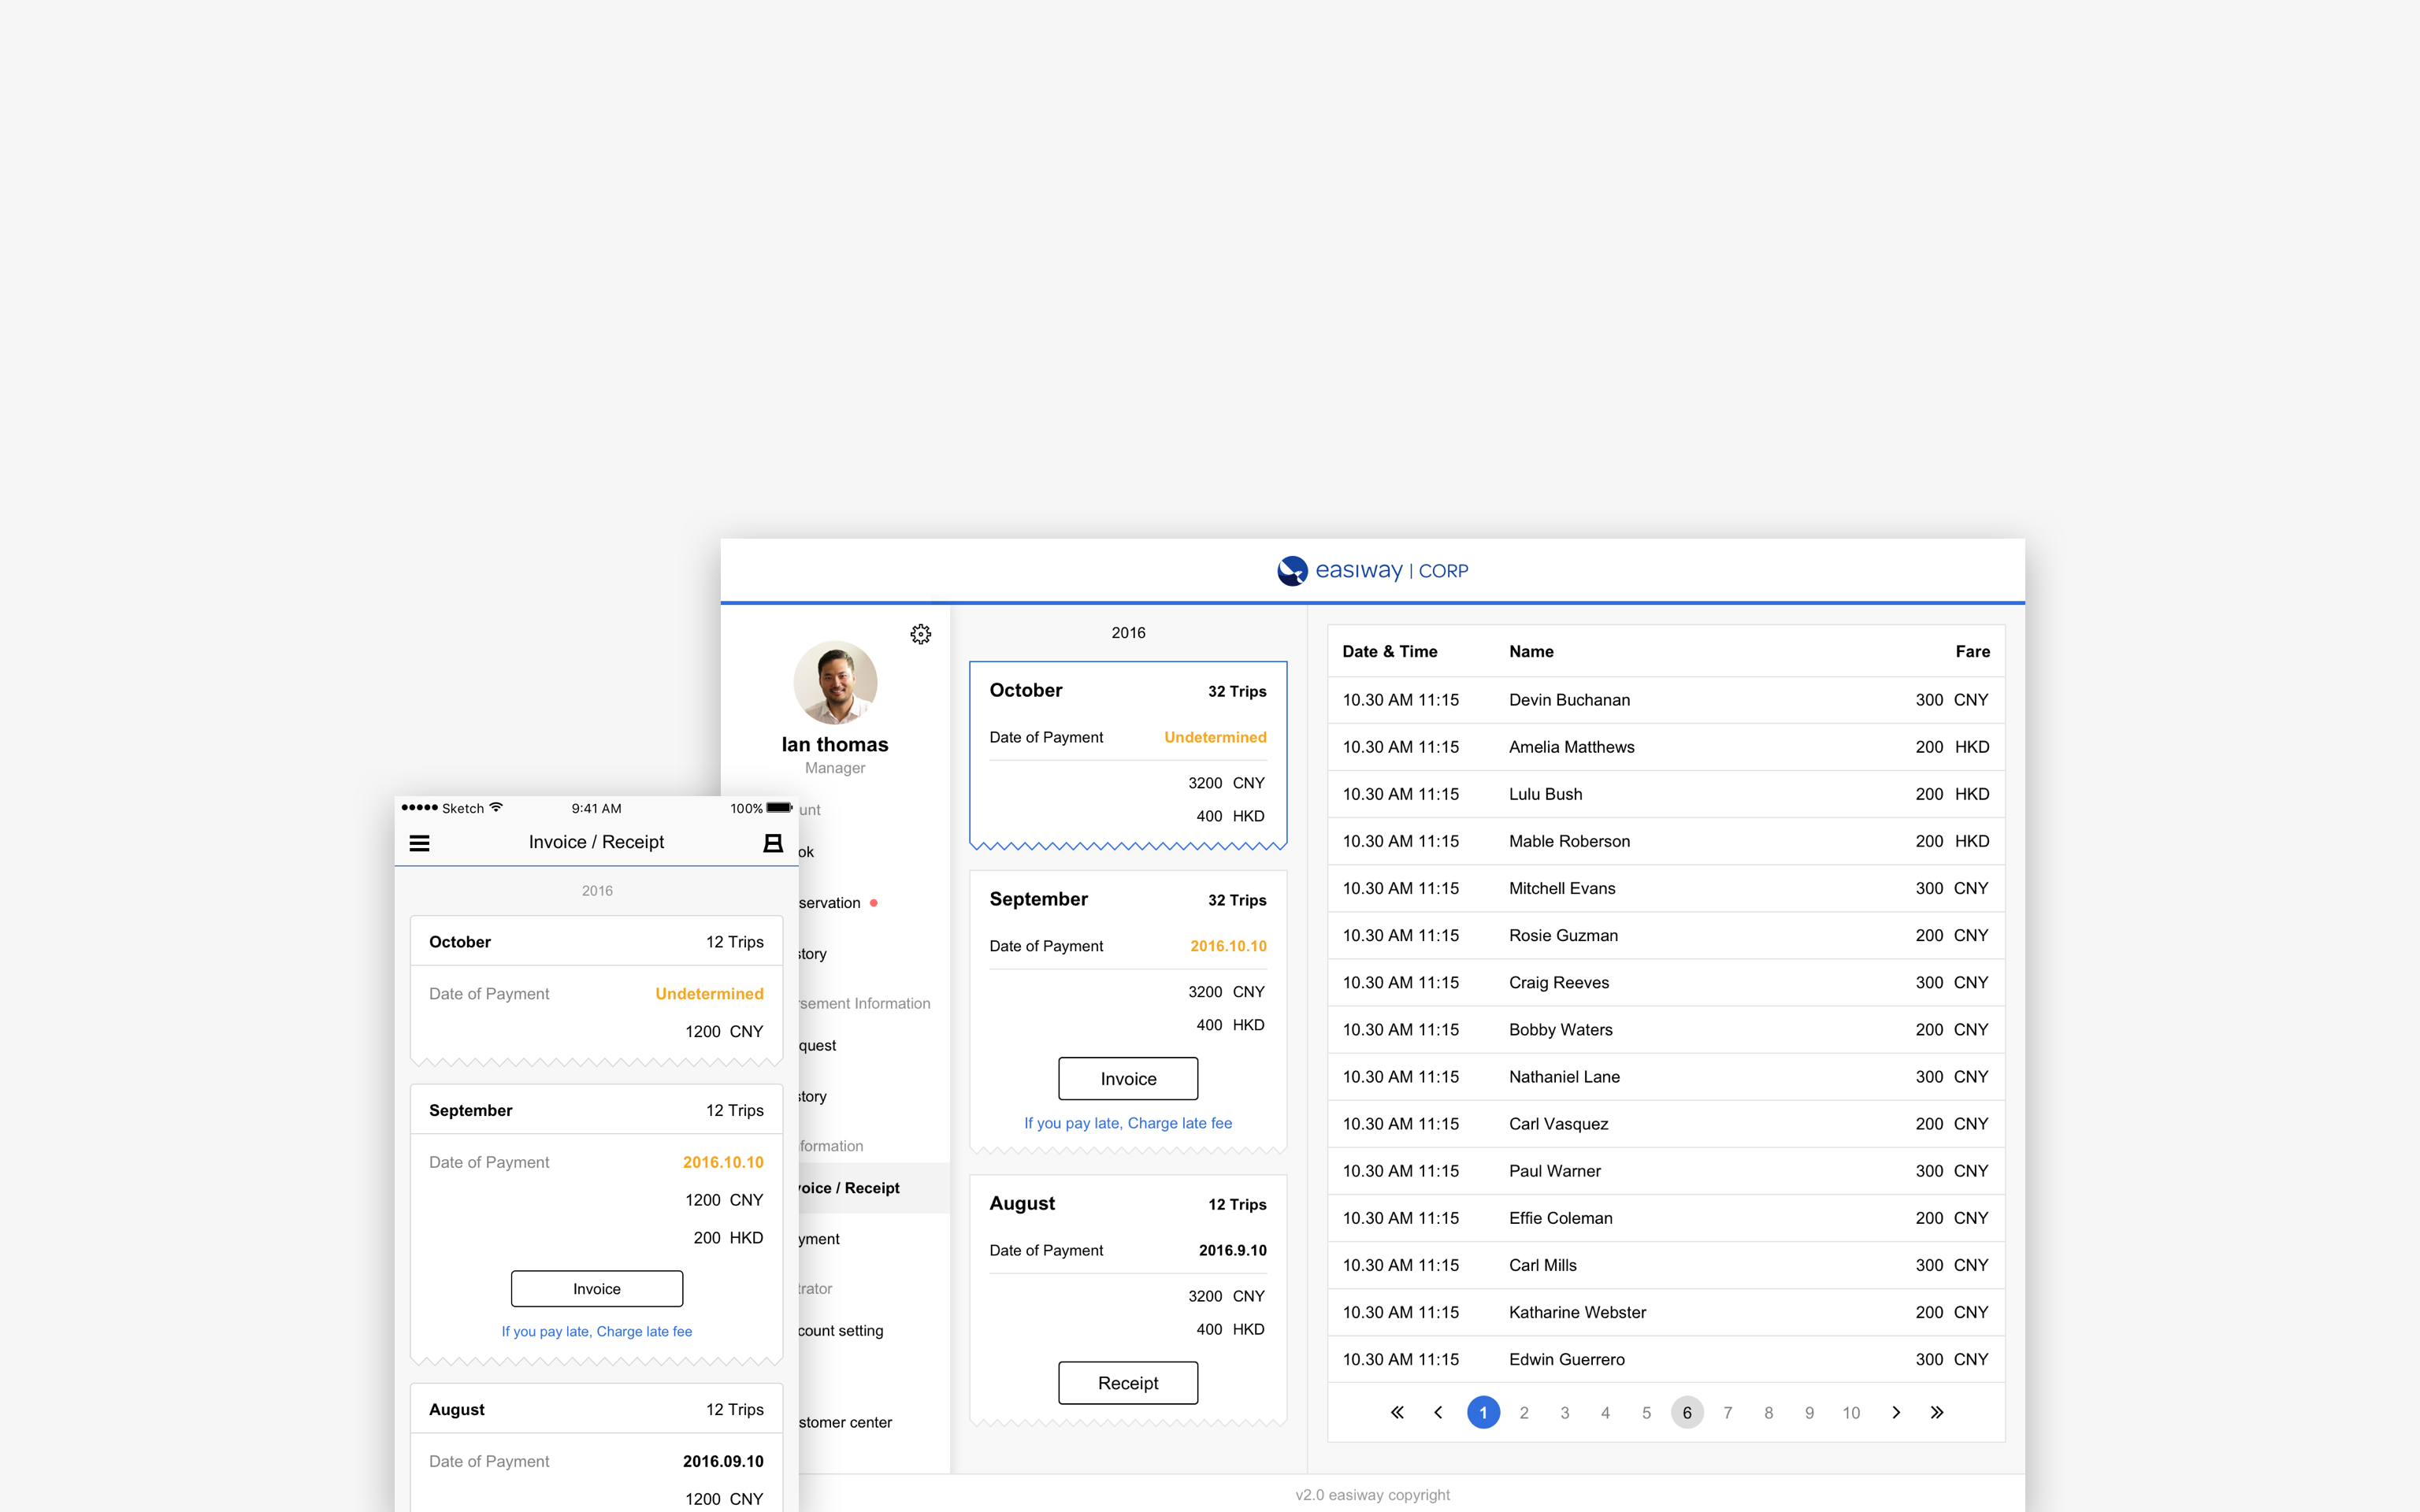 easiway | CORP
Ian thomas
Manager
unt
ok
servation
story
rsement Information
quest
story
formation
voice / Receipt
yment
trator
count setting
stomer center
2016
October 32 Trips
Date of Payment Undetermined
3200 CNY
400 HKD
September 32 Trips
Date of Payment 2016.10.10
3200 CNY
400 HKD
Invoice
If you pay late, Charge late fee
August 12 Trips
Date of Payment 2016.9.10
3200 CNY
400 HKD
Receipt
Date & Time Name Fare
10.30 AM 11:15 Devin Buchanan 300 CNY
10.30 AM 11:15 Amelia Matthews 200 HKD
10.30 AM 11:15 Lulu Bush 200 HKD
10.30 AM 11:15 Mable Roberson 200 HKD
10.30 AM 11:15 Mitchell Evans 300 CNY
10.30 AM 11:15 Rosie Guzman 200 CNY
10.30 AM 11:15 Craig Reeves 300 CNY
10.30 AM 11:15 Bobby Waters 200 CNY
10.30 AM 11:15 Nathaniel Lane 300 CNY
10.30 AM 11:15 Carl Vasquez 200 CNY
10.30 AM 11:15 Paul Warner 300 CNY
10.30 AM 11:15 Effie Coleman 200 CNY
10.30 AM 11:15 Carl Mills 300 CNY
10.30 AM 11:15 Katharine Webster 200 CNY
10.30 AM 11:15 Edwin Guerrero 300 CNY
1 2 3 4 5 6 7 8 9 10
v2.0 easiway copyright
Sketch 9:41 AM 100%
Invoice / Receipt
2016
October 12 Trips
Date of Payment Undetermined
1200 CNY
September 12 Trips
Date of Payment 2016.10.10
1200 CNY
200 HKD
Invoice
If you pay late, Charge late fee
August 12 Trips
Date of Payment 2016.09.10
1200 CNY